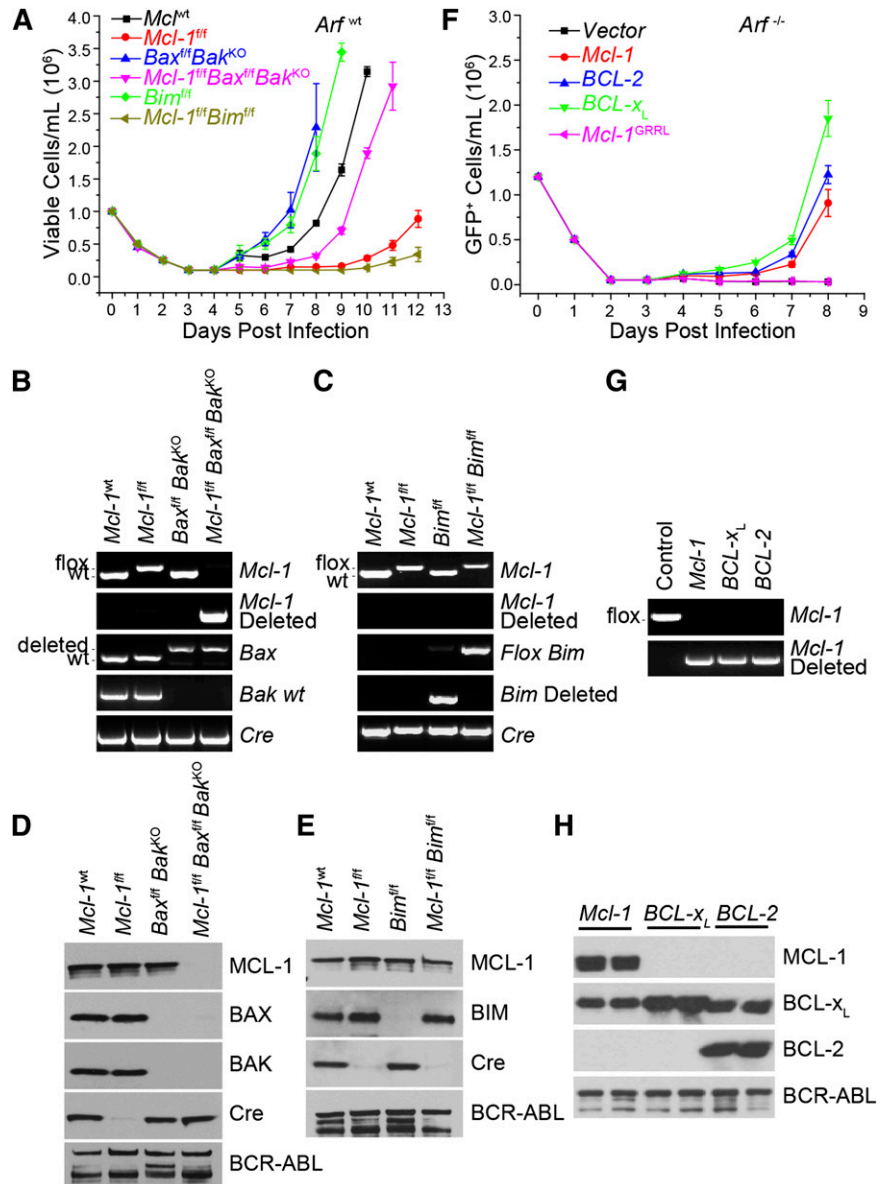 A
Arf wt
Mcl^wt
Mcl-1^f/f
Bax^f/f Bak^KO
Mcl-1^f/f Bax^f/f Bak^KO
Bim^f/f
Mcl-1^f/f Bim^f/f
Viable Cells/mL (10^6)
3.5
3.0
2.5
2.0
1.5
1.0
0.5
0.0
0 1 2 3 4 5 6 7 8 9 10 11 12 13
Days Post Infection
F
Arf -/-
Vector
Mcl-1
BCL-2
BCL-x_L
Mcl-1^GRRL
GFP^+ Cells/mL (10^6)
3.0
2.5
2.0
1.5
1.0
0.5
0.0
0 1 2 3 4 5 6 7 8 9
Days Post Infection
B
Mcl-1^wt
Mcl-1^f/f
Bax^f/f Bak^KO
Mcl-1^f/f Bax^f/f Bak^KO
flox
wt
Mcl-1
Mcl-1
Deleted
deleted
wt
Bax
Bak wt
Cre
C
Mcl-1^wt
Mcl-1^f/f
Bim^f/f
Mcl-1^f/f Bim^f/f
flox
wt
Mcl-1
Mcl-1
Deleted
Flox Bim
Bim Deleted
Cre
G
Control
Mcl-1
BCL-x_L
BCL-2
flox
Mcl-1
Mcl-1
Deleted
D
Mcl-1^wt
Mcl-1^f/f
Bax^f/f Bak^KO
Mcl-1^f/f Bax^f/f Bak^KO
MCL-1
BAX
BAK
Cre
BCR-ABL
E
Mcl-1^wt
Mcl-1^f/f
Bim^f/f
Mcl-1^f/f Bim^f/f
MCL-1
BIM
Cre
BCR-ABL
H
Mcl-1 BCL-x_L BCL-2
MCL-1
BCL-x_L
BCL-2
BCR-ABL